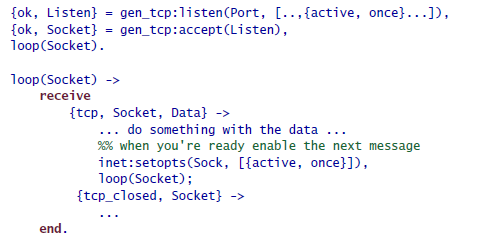 {ok, Listen} = gen_tcp:listen(Port, [..,{active, once}...]),
{ok, Socket} = gen_tcp:accept(Listen),
loop(Socket).
loop(Socket) ->
receive
{tcp, Socket, Data} ->
... do something with the data ...
%% when you're ready enable the next message
inet:setopts(Sock, [{active, once}]),
loop(Socket);
{tcp_closed, Socket} ->
...
end.